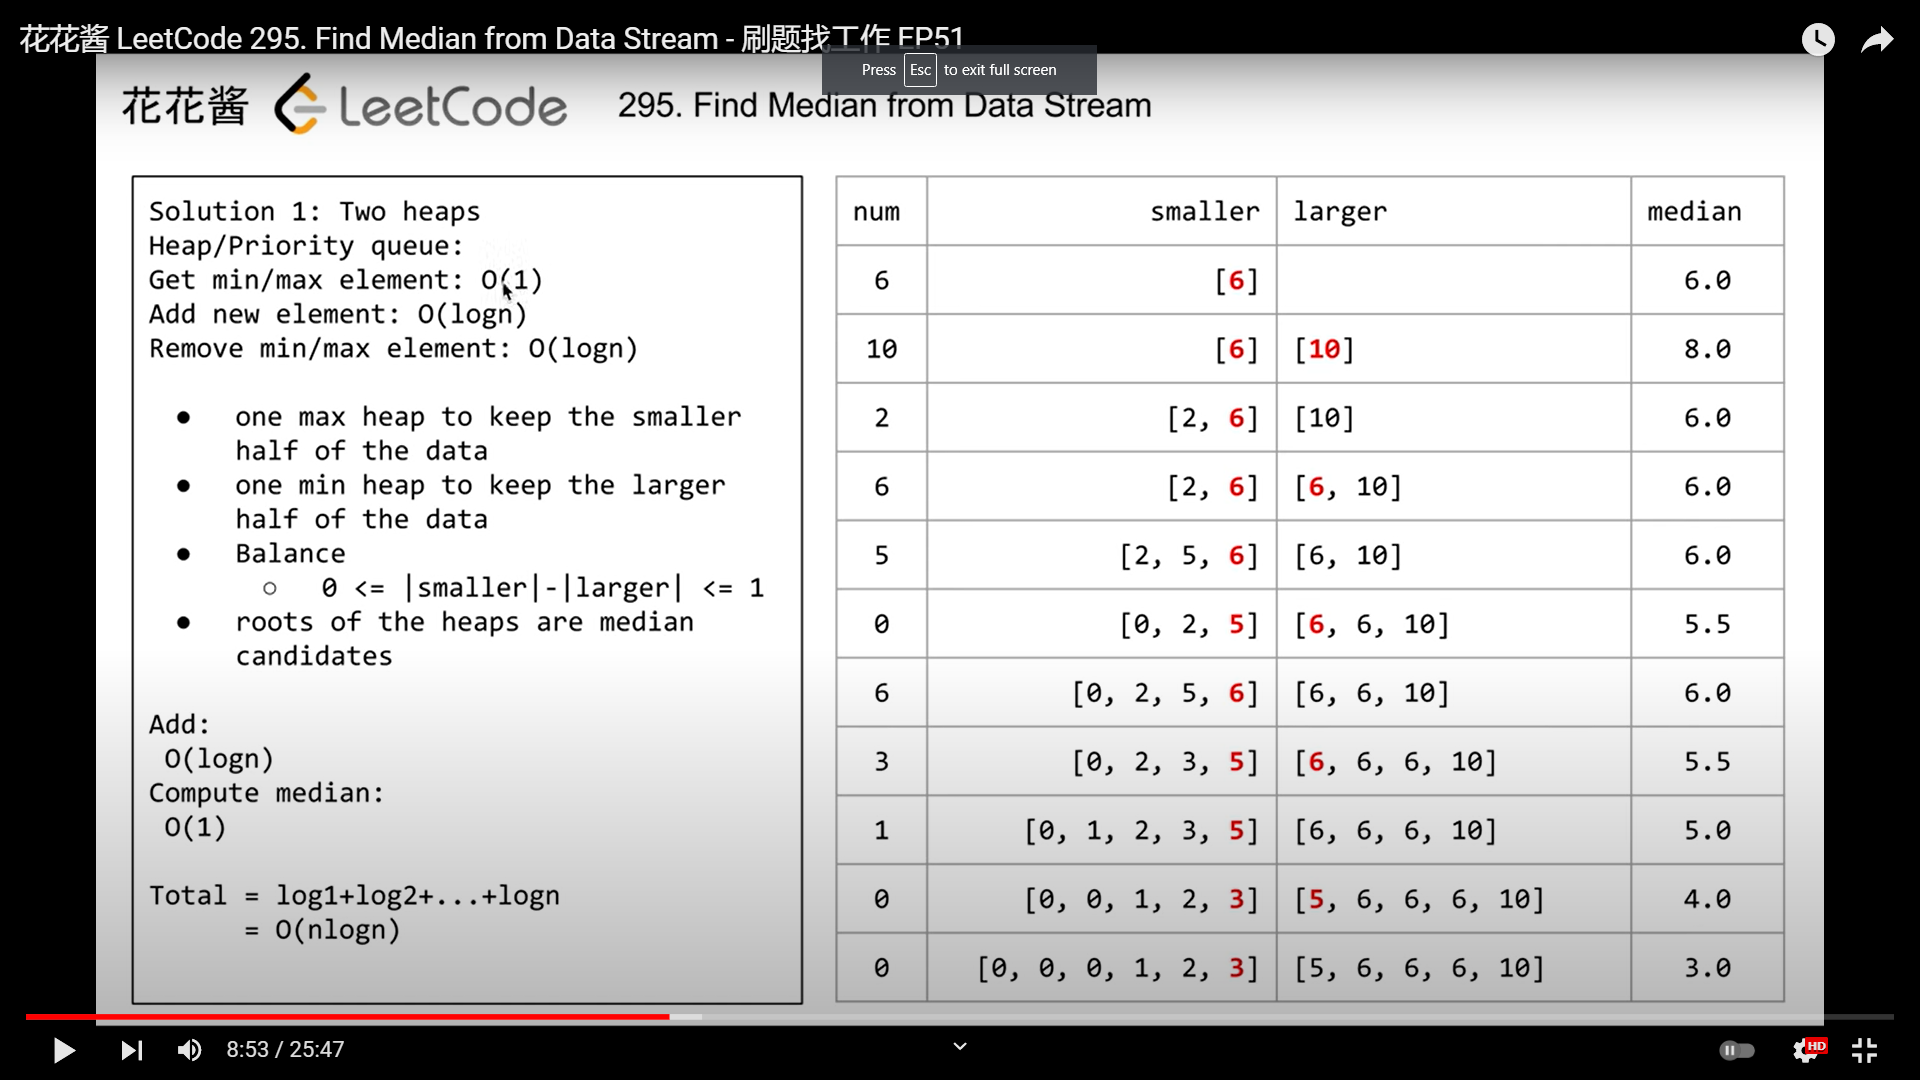 花花酱 LeetCode 295. Find Median from Data Stream - 刷题找工作 EP51
Press Esc to exit full screen
花花酱 LeetCode 295. Find Median from Data Stream
Solution 1: Two heaps
Heap/Priority queue:
Get min/max element: O(1)
Add new element: O(logn)
Remove min/max element: O(logn)
● one max heap to keep the smaller
half of the data
● one min heap to keep the larger
half of the data
● Balance
○ 0 <= |smaller|-|larger| <= 1
● roots of the heaps are median
candidates
Add:
O(logn)
Compute median:
O(1)
Total = log1+log2+...+logn
= O(nlogn)
num smaller larger median
6 [6] 6.0
10 [6] [10] 8.0
2 [2, 6] [10] 6.0
6 [2, 6] [6, 10] 6.0
5 [2, 5, 6] [6, 10] 6.0
0 [0, 2, 5] [6, 6, 10] 5.5
6 [0, 2, 5, 6] [6, 6, 10] 6.0
3 [0, 2, 3, 5] [6, 6, 6, 10] 5.5
1 [0, 1, 2, 3, 5] [6, 6, 6, 10] 5.0
0 [0, 0, 1, 2, 3] [5, 6, 6, 6, 10] 4.0
0 [0, 0, 0, 1, 2, 3] [5, 6, 6, 6, 10] 3.0
8:53 / 25:47
HD